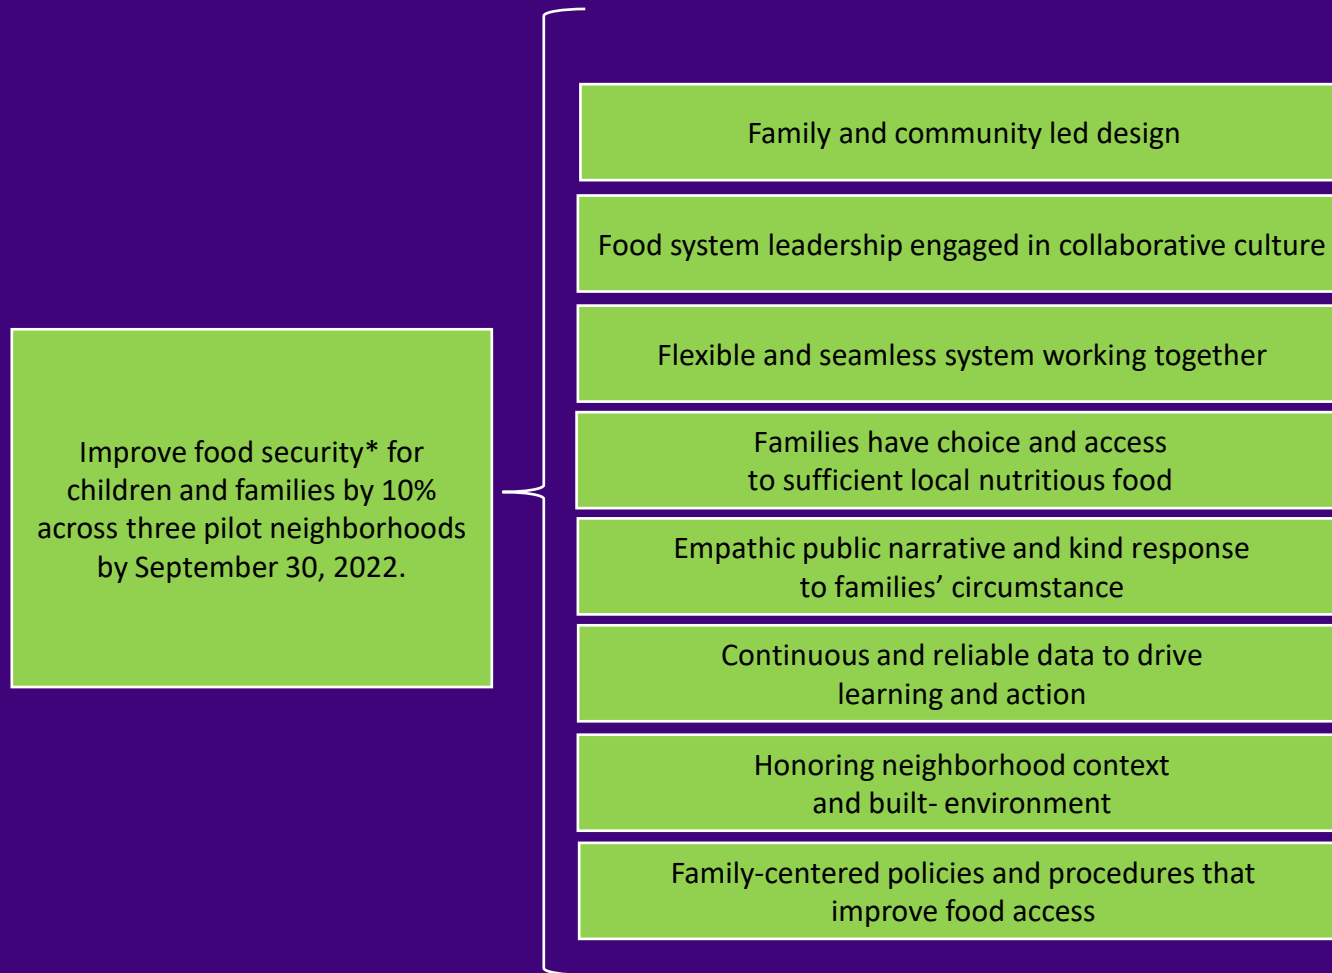 Improve food security* for
children and families by 10%
across three pilot neighborhoods
by September 30, 2022.
Family and community led design
Food system leadership engaged in collaborative culture
Flexible and seamless system working together
Families have choice and access
to sufficient local nutritious food
Empathic public narrative and kind response
to families’ circumstance
Continuous and reliable data to drive
learning and action
Honoring neighborhood context
and built- environment
Family-centered policies and procedures that
improve food access